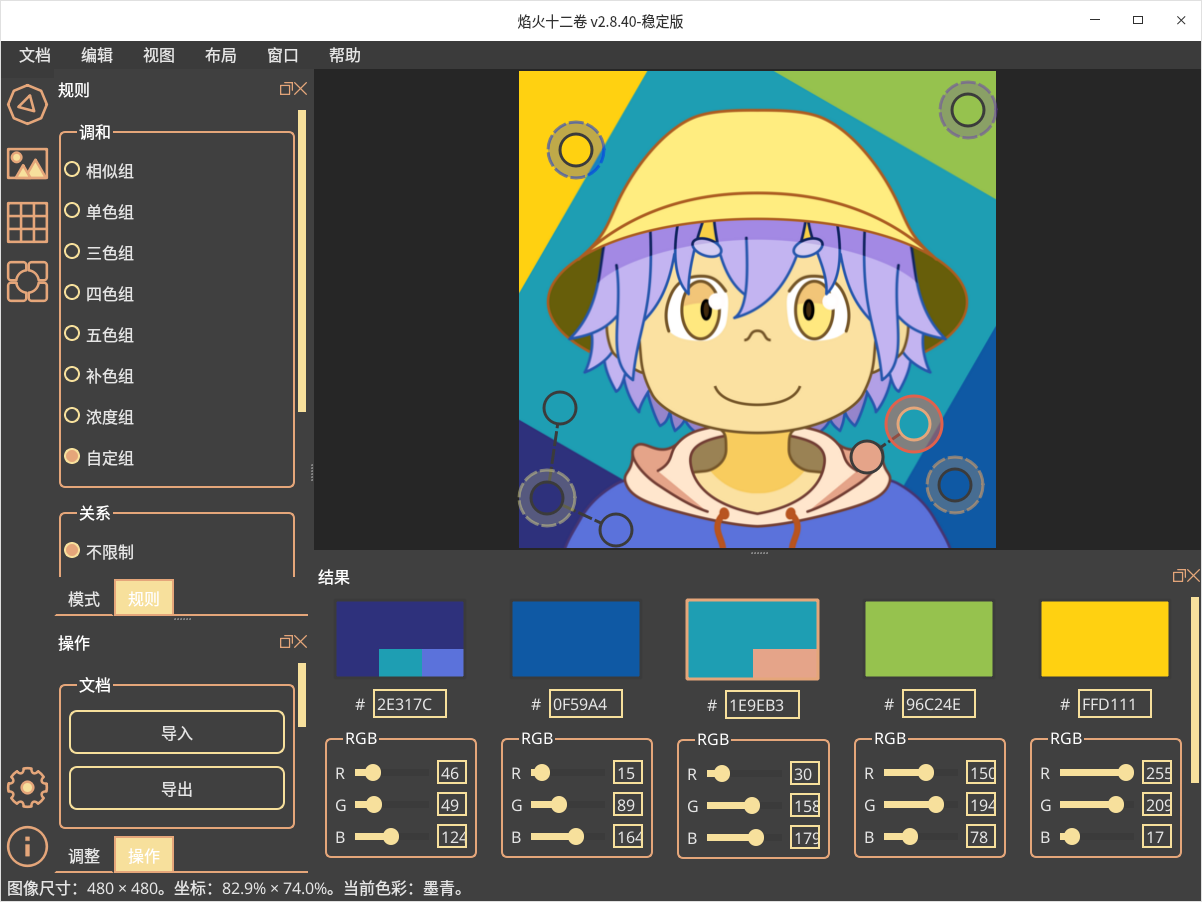 焰火十二卷 v2.8.40-稳定版
文档 编辑 视图 布局 窗口 帮助
规则
调和
相似组
单色组
三色组
四色组
五色组
补色组
浓度组
自定组
关系
不限制
模式 规则
操作
文档
导入
导出
调整 操作
结果
# 2E317C # 0F59A4 # 1E9EB3 # 96C24E # FFD111
RGB RGB RGB RGB RGB
R 46 R 15 R 30 R 150 R 255
G 49 G 89 G 158 G 194 G 209
B 124 B 164 B 179 B 78 B 17
图像尺寸：480 × 480。坐标：82.9% × 74.0%。当前色彩：墨青。